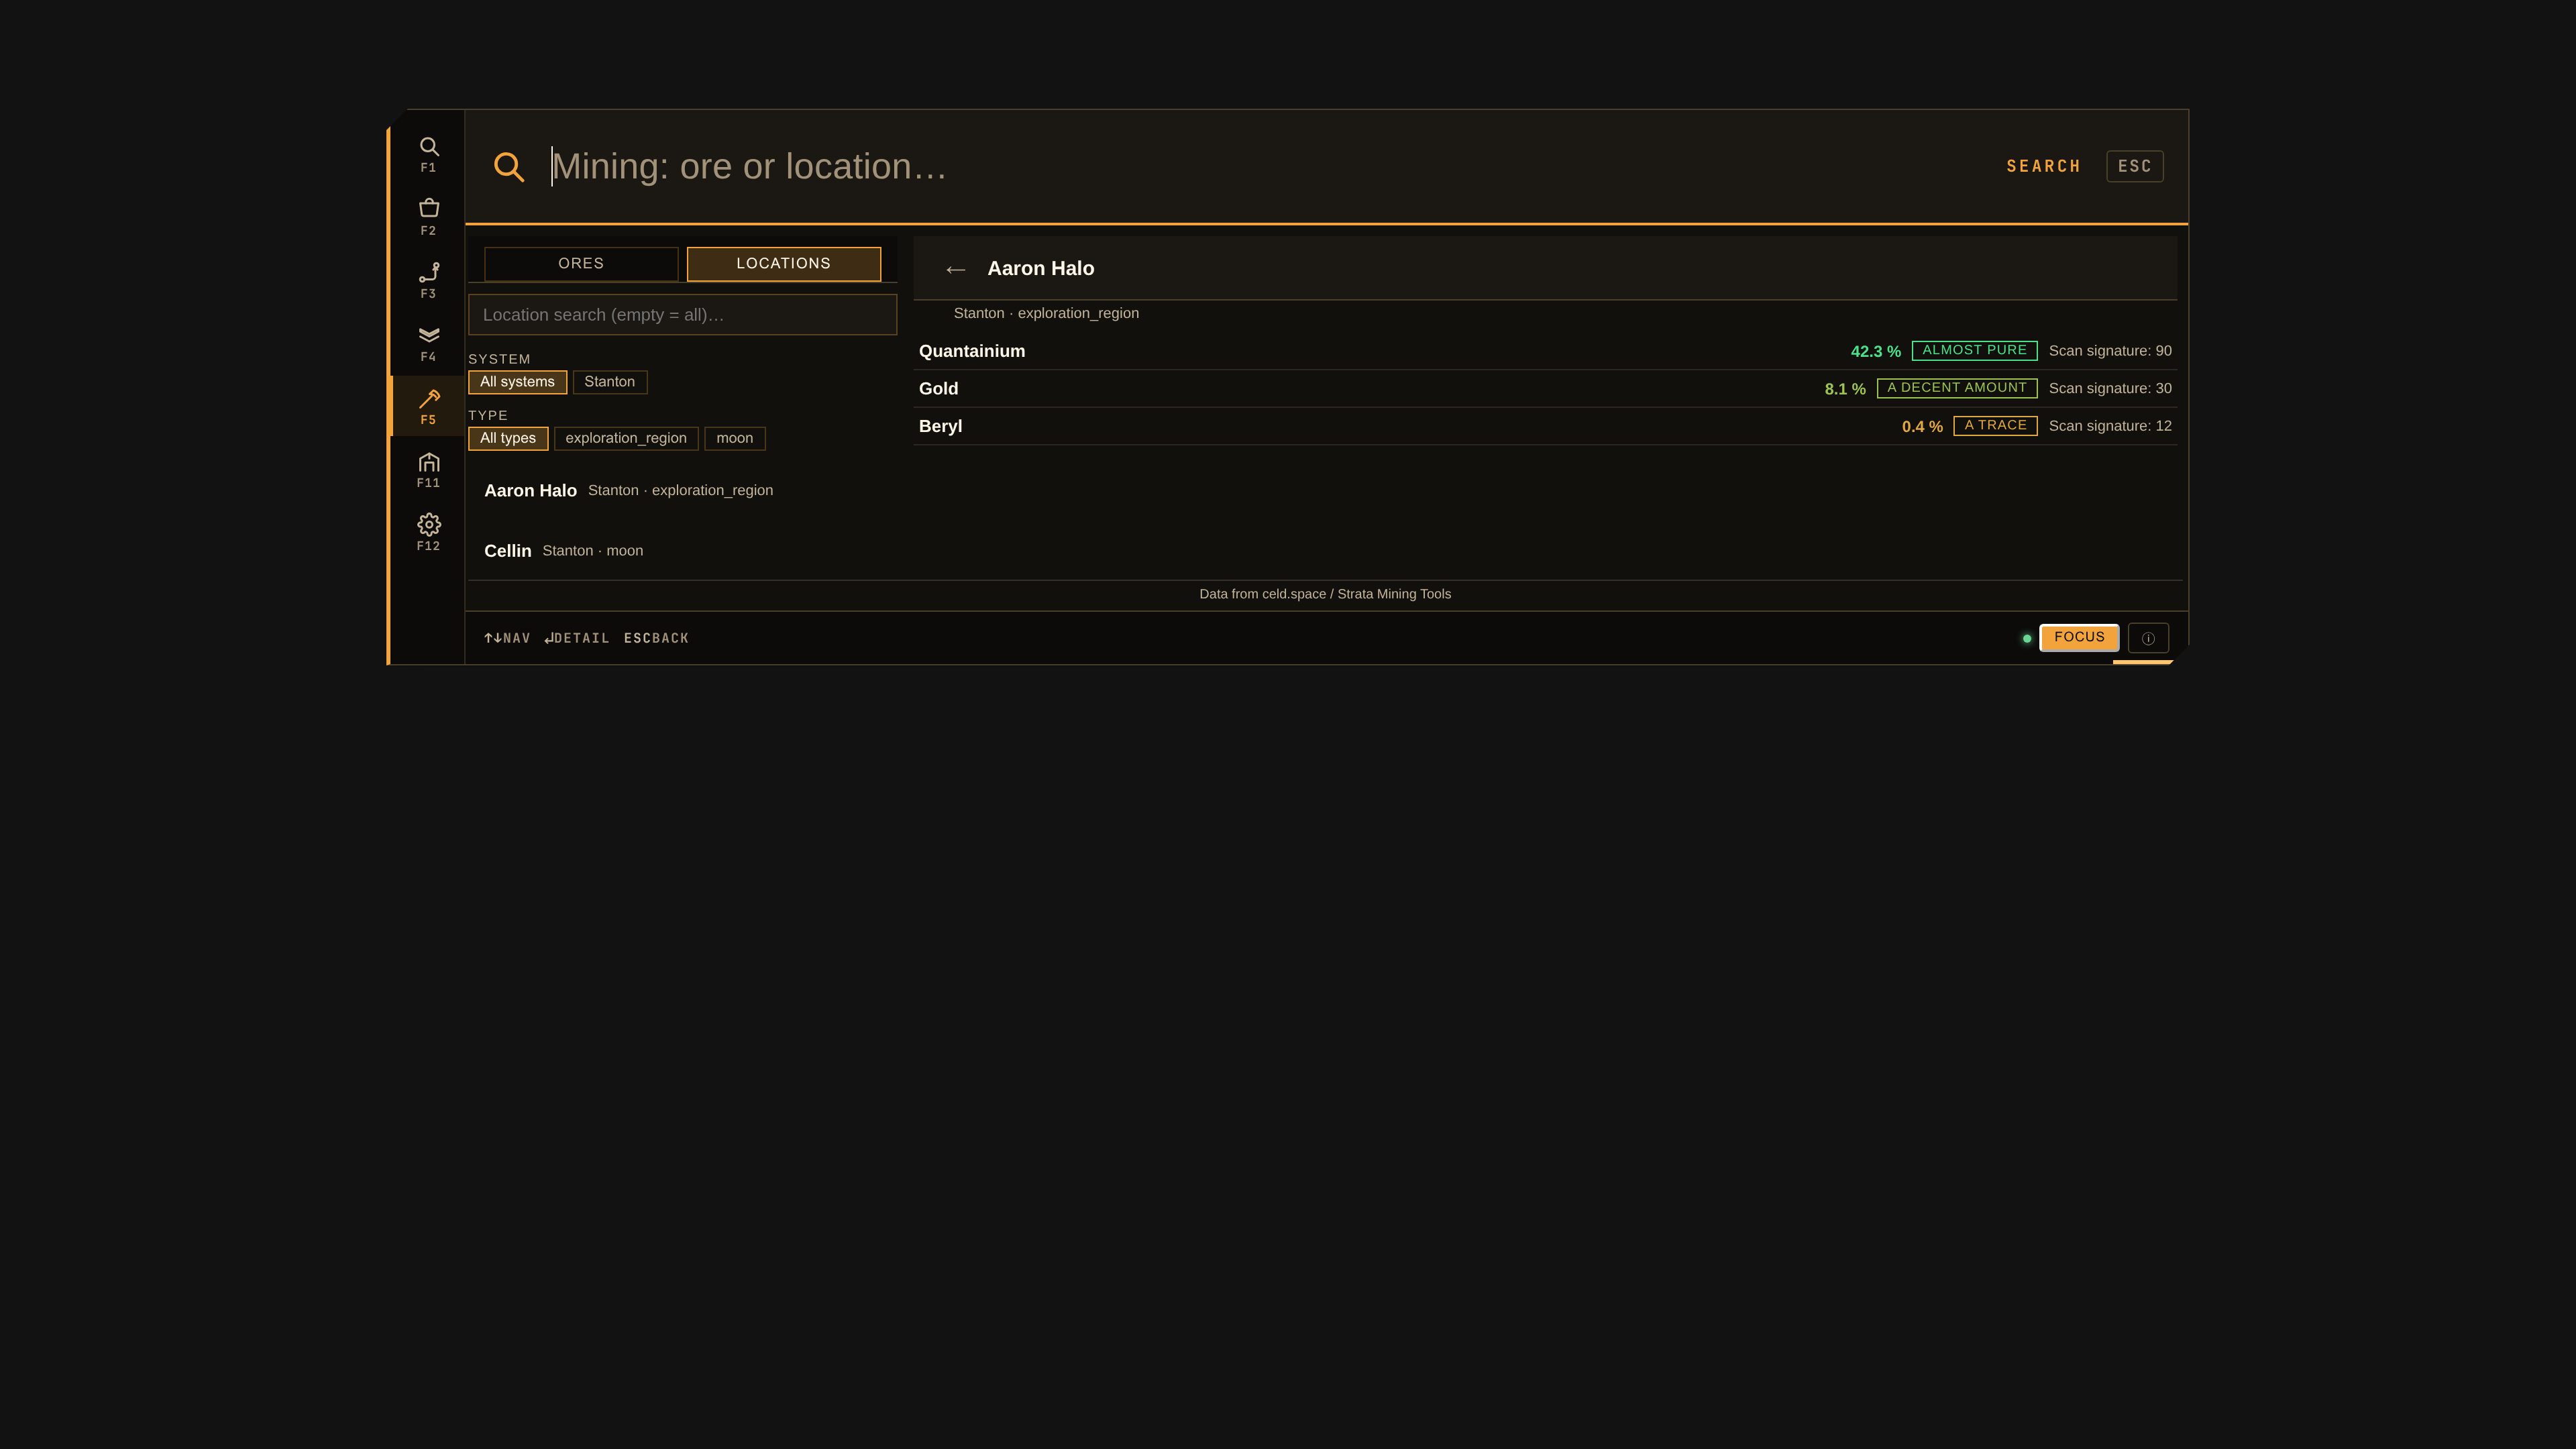 F1
F2
F3
F4
F5
F11
F12
Mining: ore or location…
SEARCH
ESC
ORES
LOCATIONS
Location search (empty = all)…
SYSTEM
All systems
Stanton
TYPE
All types
exploration_region
moon
Aaron Halo Stanton · exploration_region
Cellin Stanton · moon
← Aaron Halo
Stanton · exploration_region
Quantainium 42.3 % ALMOST PURE Scan signature: 90
Gold 8.1 % A DECENT AMOUNT Scan signature: 30
Beryl 0.4 % A TRACE Scan signature: 12
Data from celd.space / Strata Mining Tools
↑↓NAV ↵DETAIL ESCBACK
FOCUS
ⓘ